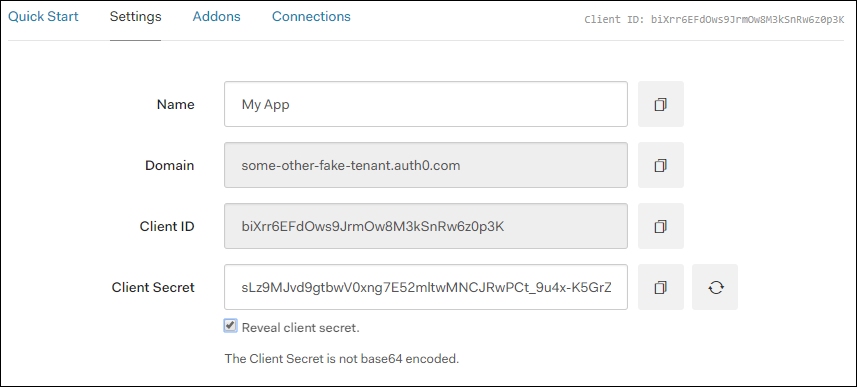 Quick Start Settings Addons Connections Client ID: biXrr6EFdOws9JrmOw8M3kSnRw6z0p3K
Name My App
Domain some-other-fake-tenant.auth0.com
Client ID biXrr6EFdOws9JrmOw8M3kSnRw6z0p3K
Client Secret sLz9MJvd9gtbwV0xng7E52mltwMNCJRwPCt_9u4x-K5GrZ
Reveal client secret.
The Client Secret is not base64 encoded.